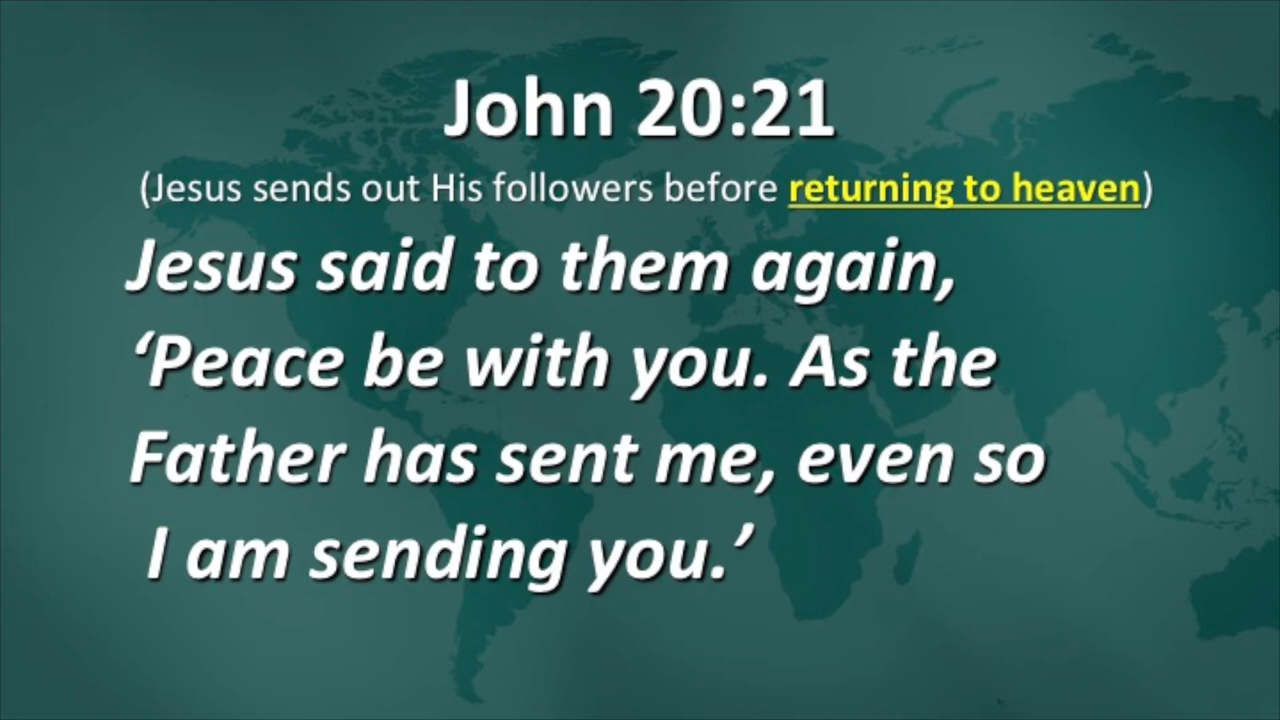 John 20:21
(Jesus sends out His followers before returning to heaven)
Jesus said to them again,
‘Peace be with you. As the
Father has sent me, even so
I am sending you.’